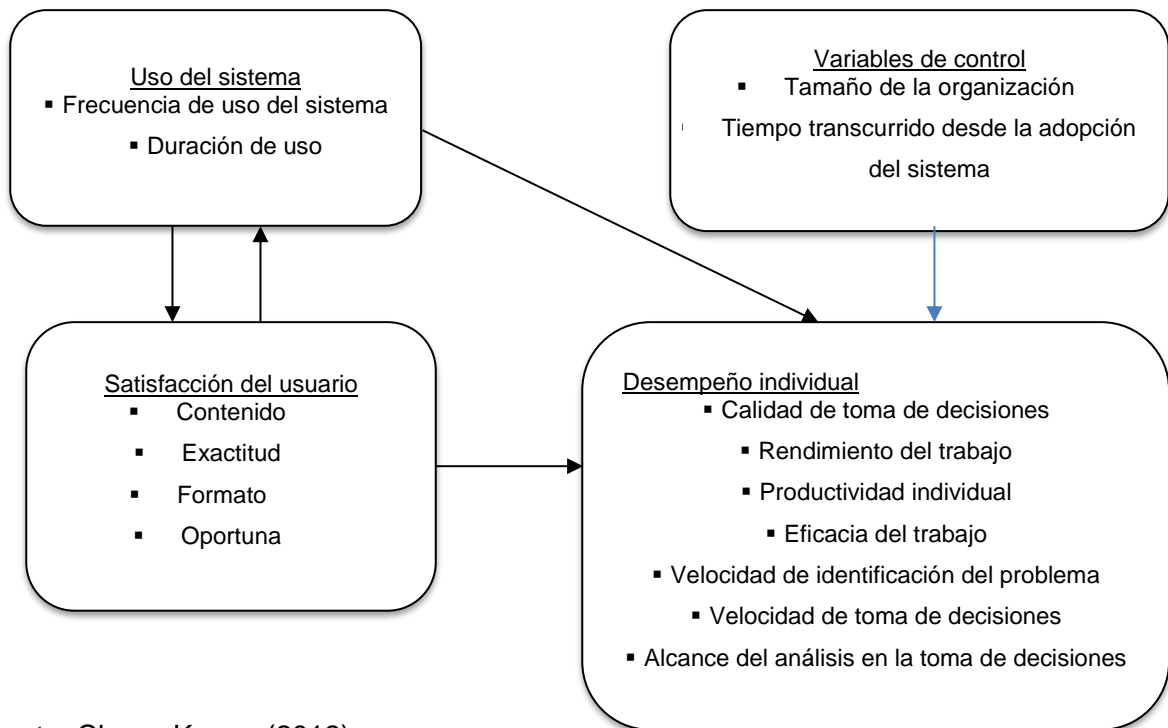 Uso del sistema
▪ Frecuencia de uso del sistema
▪ Duración de uso
Variables de control
▪ Tamaño de la organización
Tiempo transcurrido desde la adopción
del sistema
Satisfacción del usuario
▪ Contenido
▪ Exactitud
▪ Formato
▪ Oportuna
Desempeño individual
▪ Calidad de toma de decisiones
▪ Rendimiento del trabajo
▪ Productividad individual
▪ Eficacia del trabajo
▪ Velocidad de identificación del problema
▪ Velocidad de toma de decisiones
▪ Alcance del análisis en la toma de decisiones